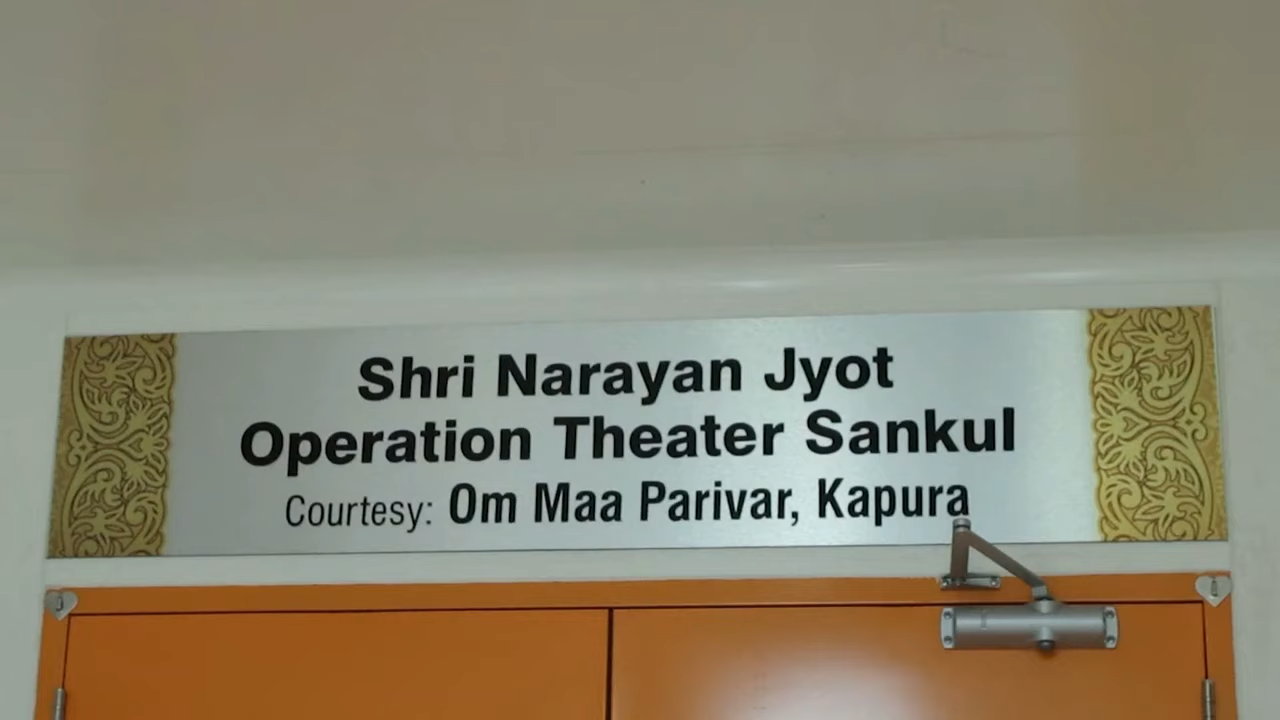 Shri Narayan Jyot
Operation Theater Sankul
Courtesy: Om Maa Parivar, Kapura